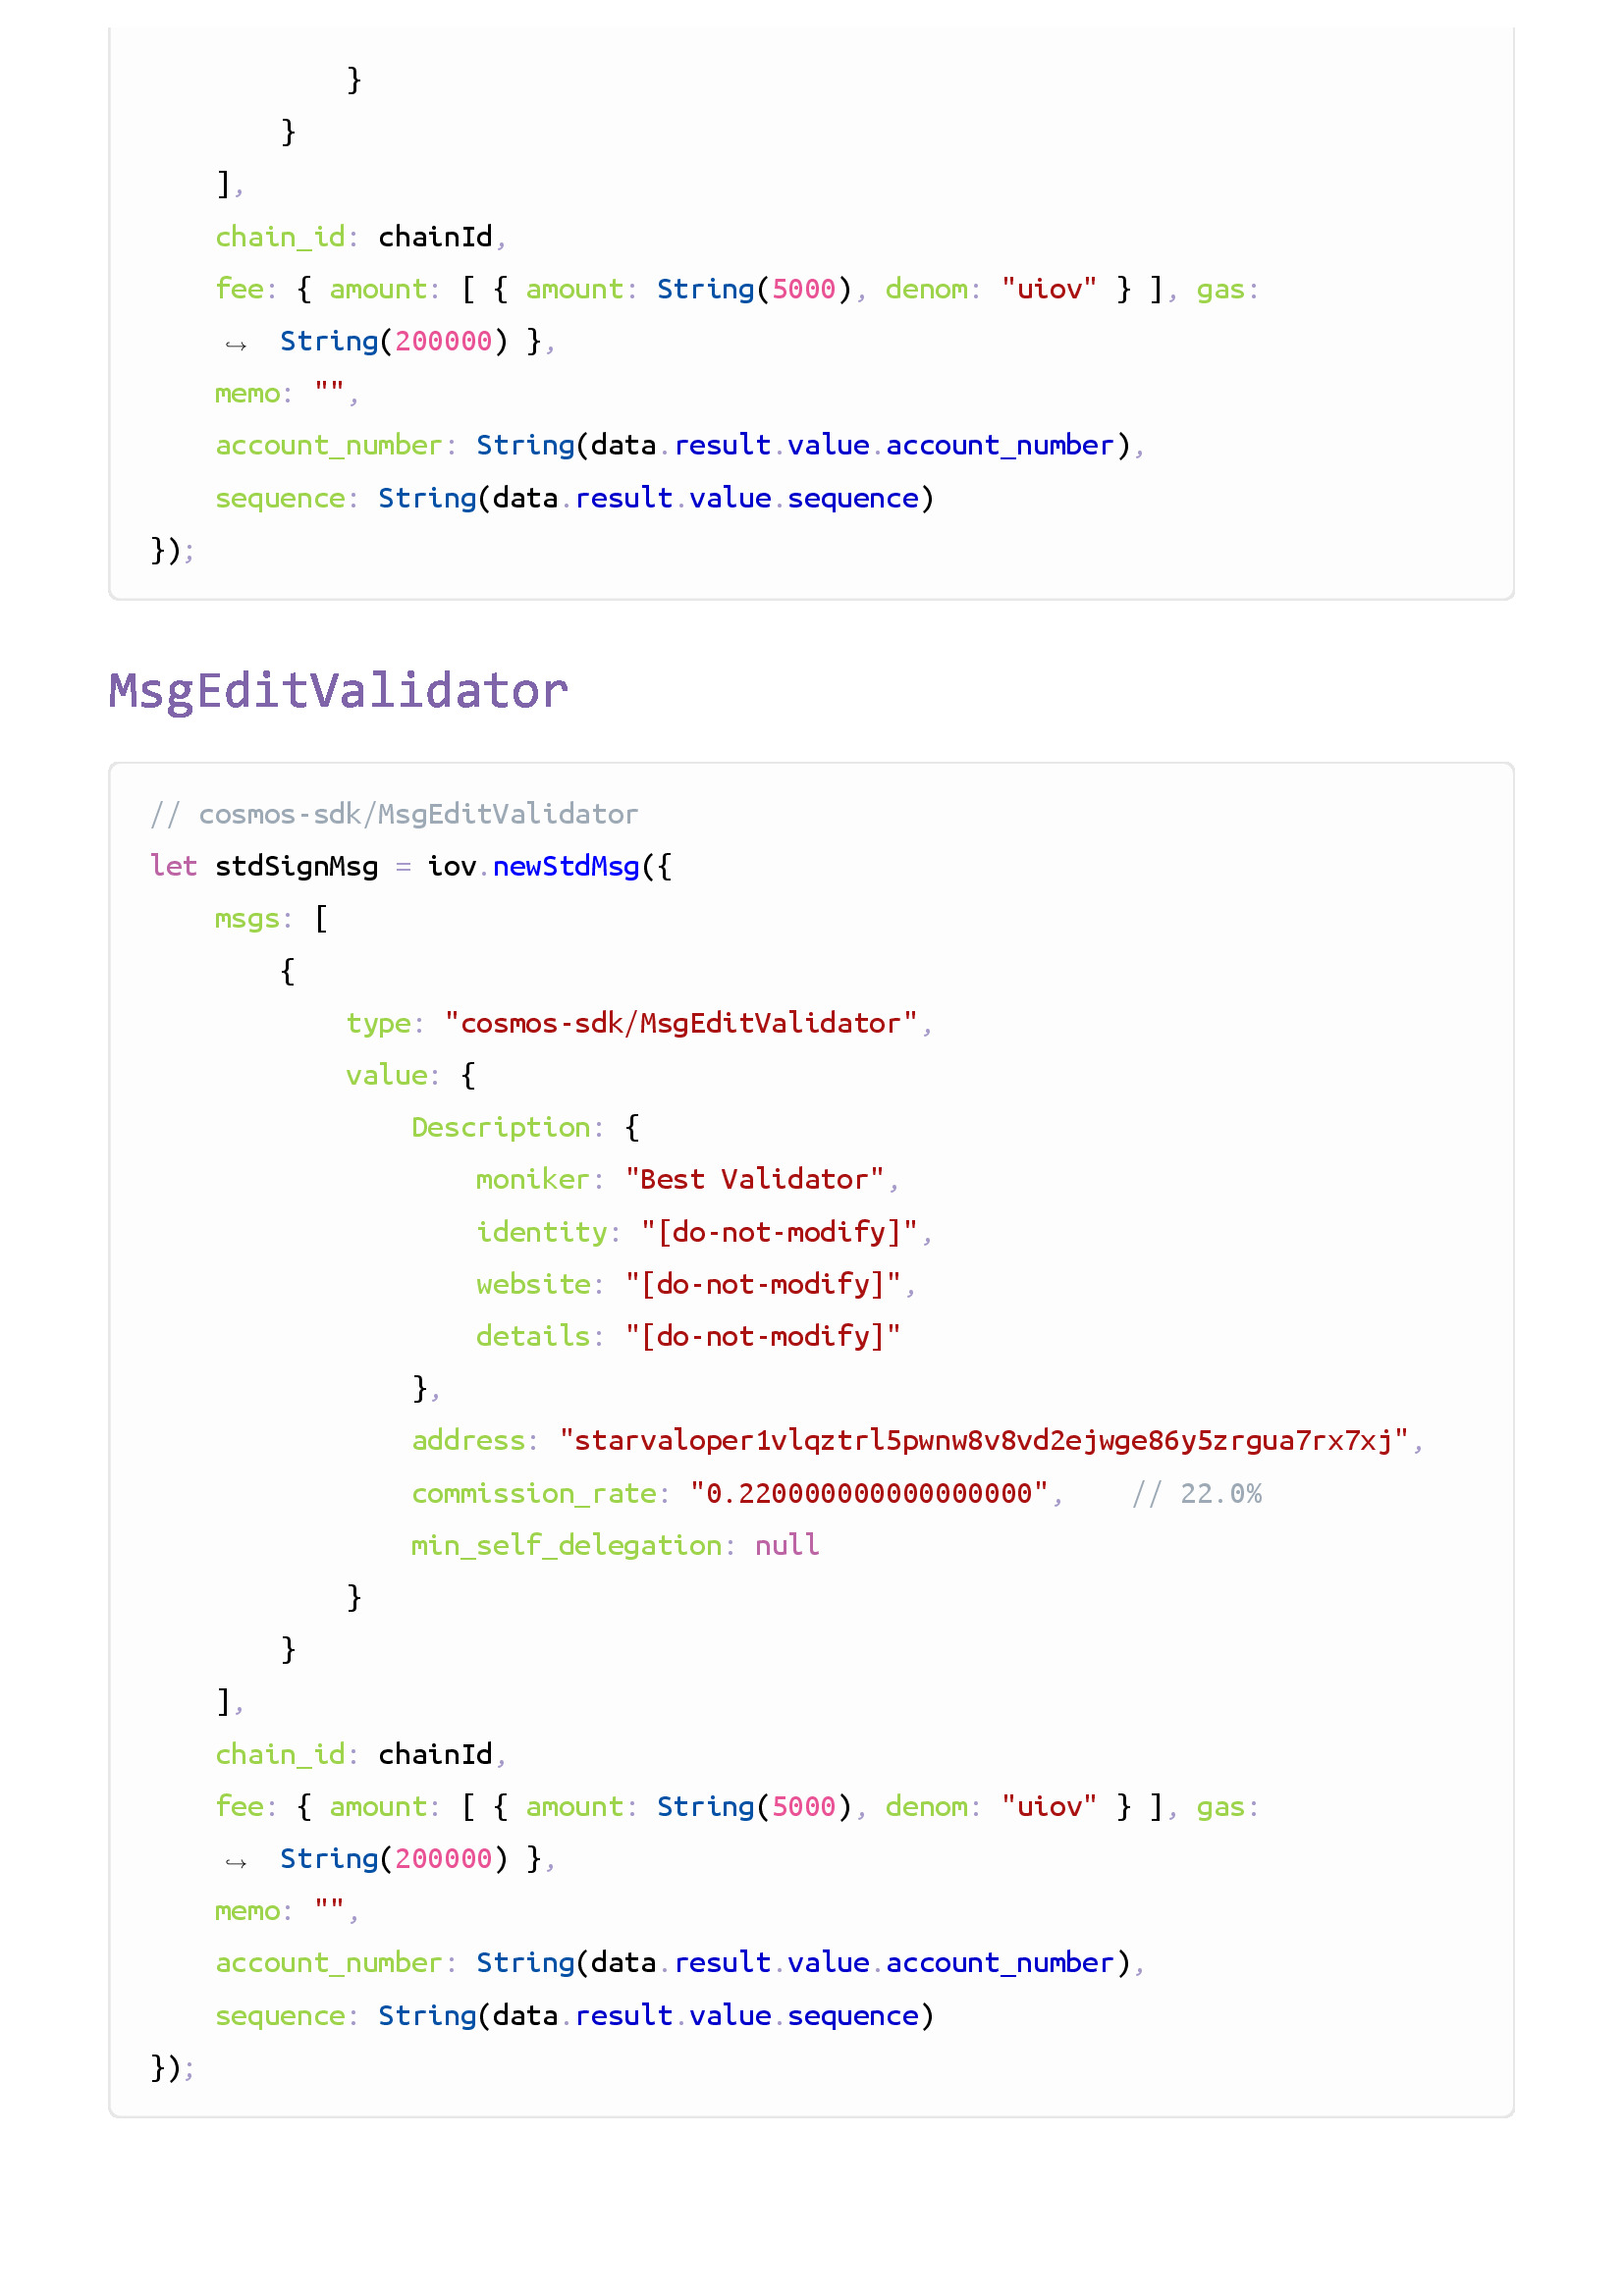 }
        }
    ],
    chain_id: chainId,
    fee: { amount: [ { amount: String(5000), denom: "uiov" } ], gas:
    ↪  String(200000) },
    memo: "",
    account_number: String(data.result.value.account_number),
    sequence: String(data.result.value.sequence)
});
MsgEditValidator
// cosmos-sdk/MsgEditValidator
let stdSignMsg = iov.newStdMsg({
    msgs: [
        {
            type: "cosmos-sdk/MsgEditValidator",
            value: {
                Description: {
                    moniker: "Best Validator",
                    identity: "[do-not-modify]",
                    website: "[do-not-modify]",
                    details: "[do-not-modify]"
                },
                address: "starvaloper1vlqztrl5pwnw8v8vd2ejwge86y5zrgua7rx7xj",
                commission_rate: "0.220000000000000000",    // 22.0%
                min_self_delegation: null
            }
        }
    ],
    chain_id: chainId,
    fee: { amount: [ { amount: String(5000), denom: "uiov" } ], gas:
    ↪  String(200000) },
    memo: "",
    account_number: String(data.result.value.account_number),
    sequence: String(data.result.value.sequence)
});